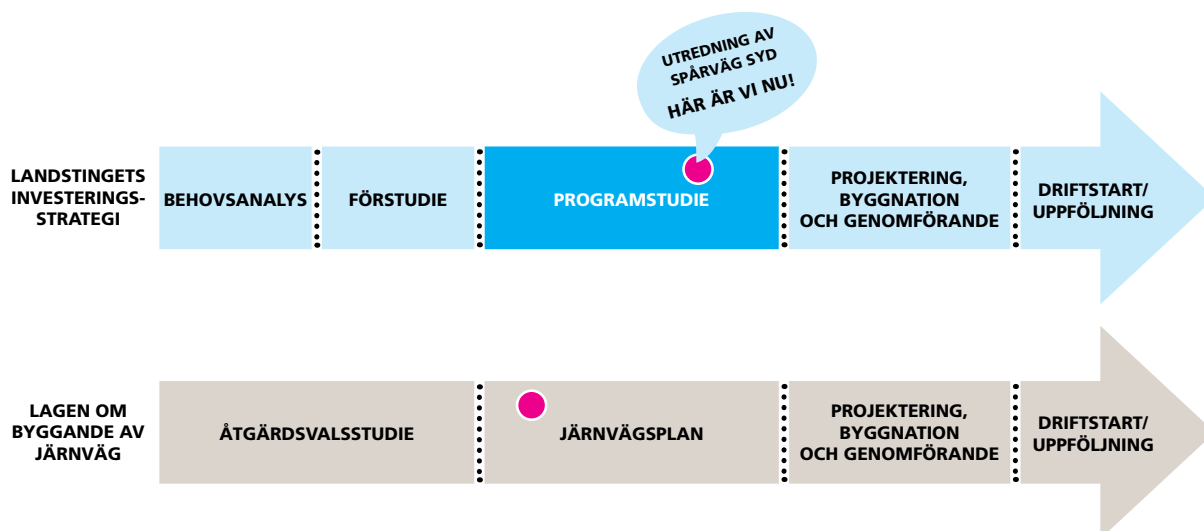 UTREDNING AV
SPÅRVÄG SYD
HÄR ÄR VI NU!
LANDSTINGETS
INVESTERINGS-
STRATEGI
BEHOVSANALYS
FÖRSTUDIE
PROGRAMSTUDIE
PROJEKTERING,
BYGGNATION
OCH GENOMFÖRANDE
DRIFTSTART/
UPPFÖLJNING
LAGEN OM
BYGGANDE AV
JÄRNVÄG
ÅTGÄRDSVALSSTUDIE
JÄRNVÄGSPLAN
PROJEKTERING,
BYGGNATION
OCH GENOMFÖRANDE
DRIFTSTART/
UPPFÖLJNING